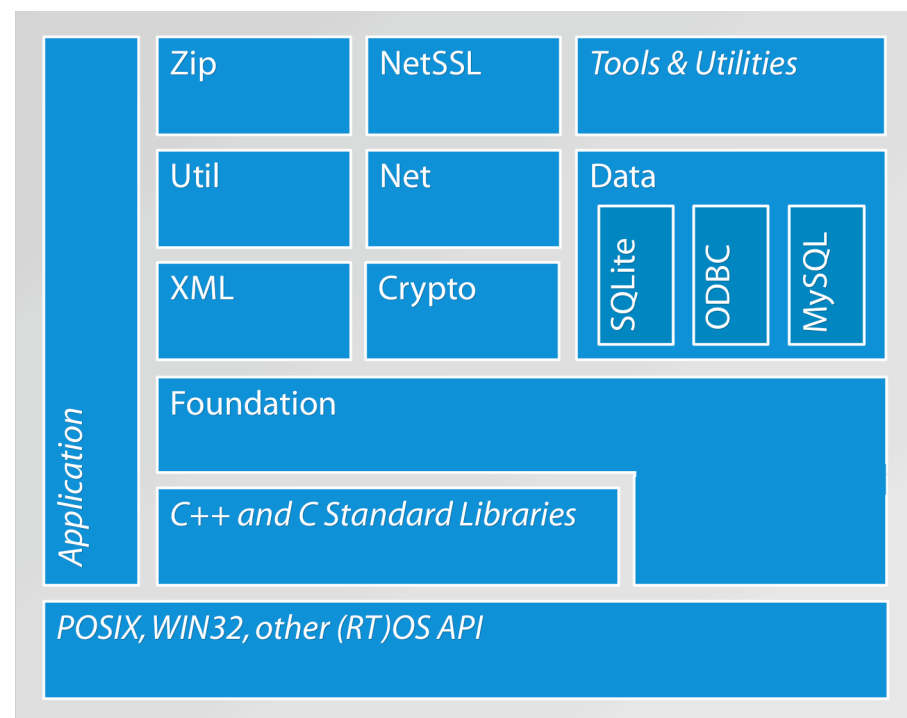 Zip
NetSSL
Tools & Utilities
Util
Net
Data
SQLite
ODBC
MySQL
XML
Crypto
Foundation
Application
C++ and C Standard Libraries
POSIX, WIN32, other (RT)OS API